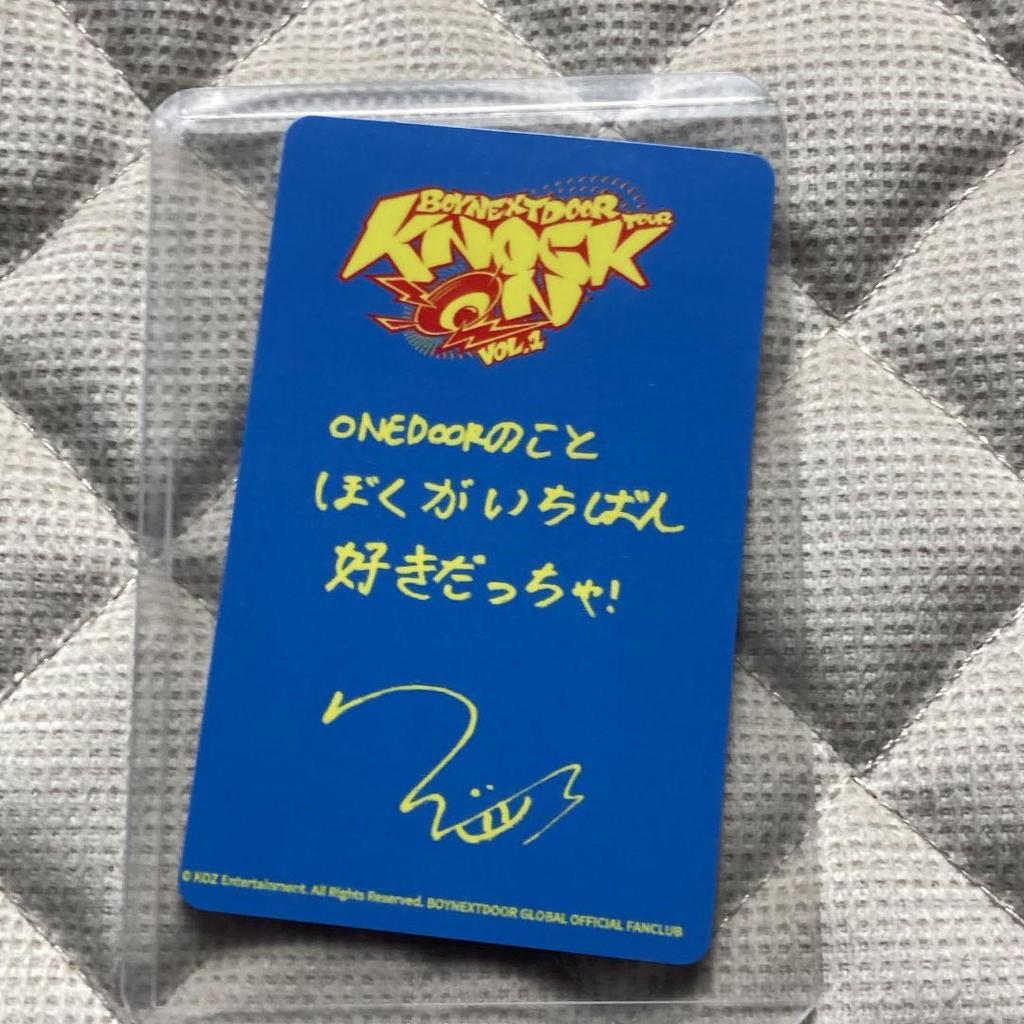 BOYNEXTDOOR TOUR
KNOCK
ON
VOL.1
ONEDOORのこと
ぼくがいちばん
好きだっちゃ!
© KOZ Entertainment. All Rights Reserved. BOYNEXTDOOR GLOBAL OFFICIAL FANCLUB